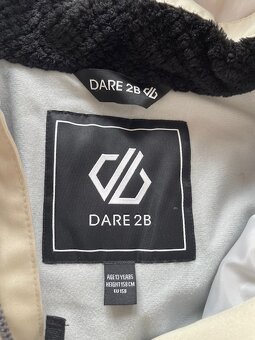 DARE 2B
DARE 2B
AGE 13 YEARS
HEIGHT 158 CM
EU 158